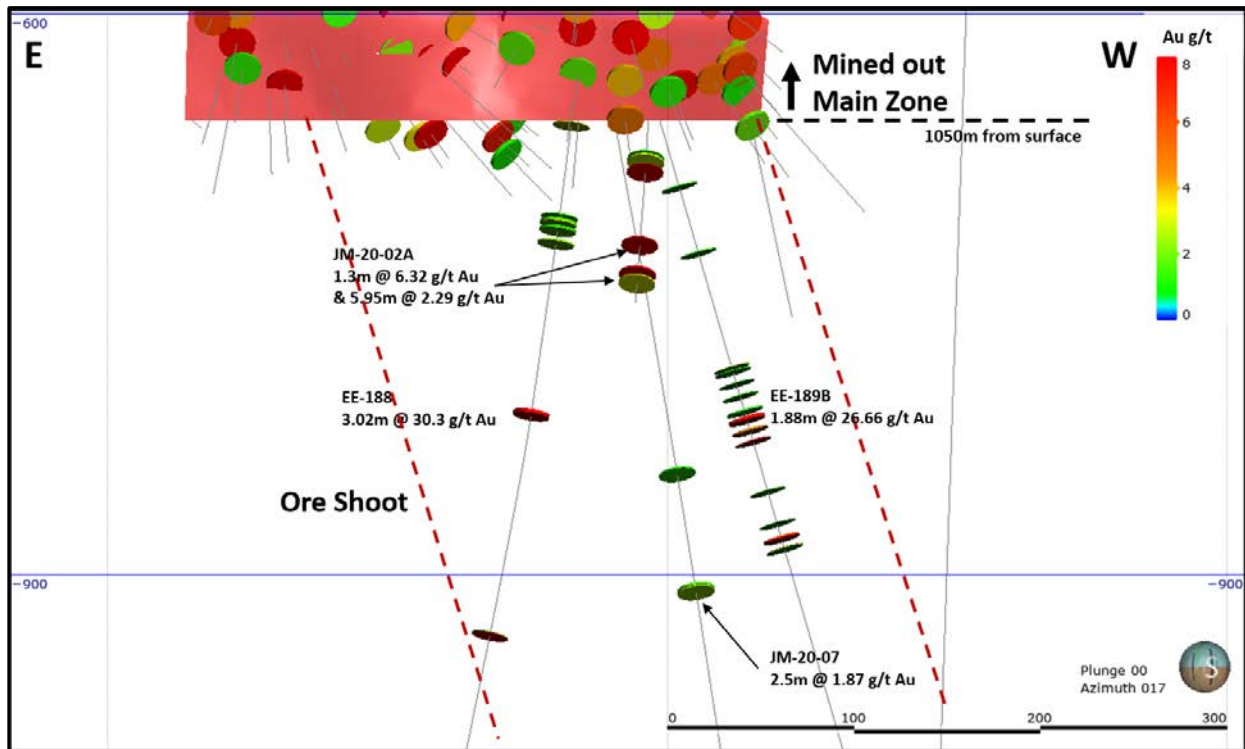 −600
E
W
Au g/t
8
6
4
2
0
Mined out
Main Zone
1050m from surface
JM-20-02A
1.3m @ 6.32 g/t Au
& 5.95m @ 2.29 g/t Au
EE-188
3.02m @ 30.3 g/t Au
EE-189B
1.88m @ 26.66 g/t Au
Ore Shoot
−900
−900
JM-20-07
2.5m @ 1.87 g/t Au
Plunge 00
Azimuth 017
S
0
100
200
300